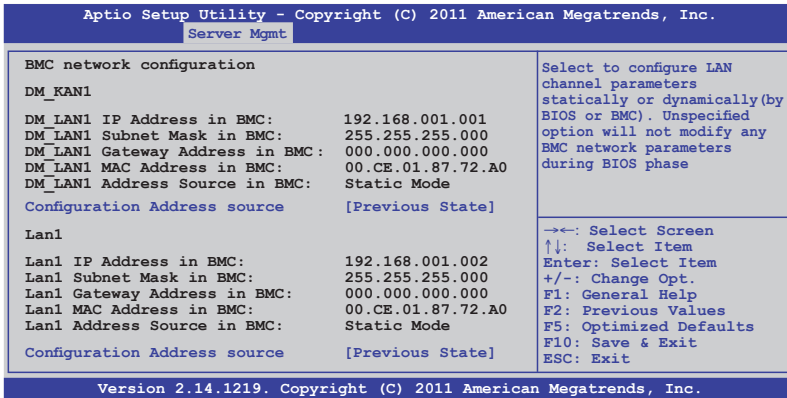 Aptio Setup Utility - Copyright (C) 2011 American Megatrends, Inc.
Server Mgmt
BMC network configuration
DM_KAN1
DM_LAN1 IP Address in BMC: 192.168.001.001
DM_LAN1 Subnet Mask in BMC: 255.255.255.000
DM_LAN1 Gateway Address in BMC: 000.000.000.000
DM_LAN1 MAC Address in BMC: 00.CE.01.87.72.A0
DM_LAN1 Address Source in BMC: Static Mode
Configuration Address source [Previous State]
Lan1
Lan1 IP Address in BMC: 192.168.001.002
Lan1 Subnet Mask in BMC: 255.255.255.000
Lan1 Gateway Address in BMC: 000.000.000.000
Lan1 MAC Address in BMC: 00.CE.01.87.72.A0
Lan1 Address Source in BMC: Static Mode
Configuration Address source [Previous State]
Select to configure LAN
channel parameters
statically or dynamically(by
BIOS or BMC). Unspecified
option will not modify any
BMC network parameters
during BIOS phase
→←: Select Screen
↑↓: Select Item
Enter: Select Item
+/-: Change Opt.
F1: General Help
F2: Previous Values
F5: Optimized Defaults
F10: Save & Exit
ESC: Exit
Version 2.14.1219. Copyright (C) 2011 American Megatrends, Inc.